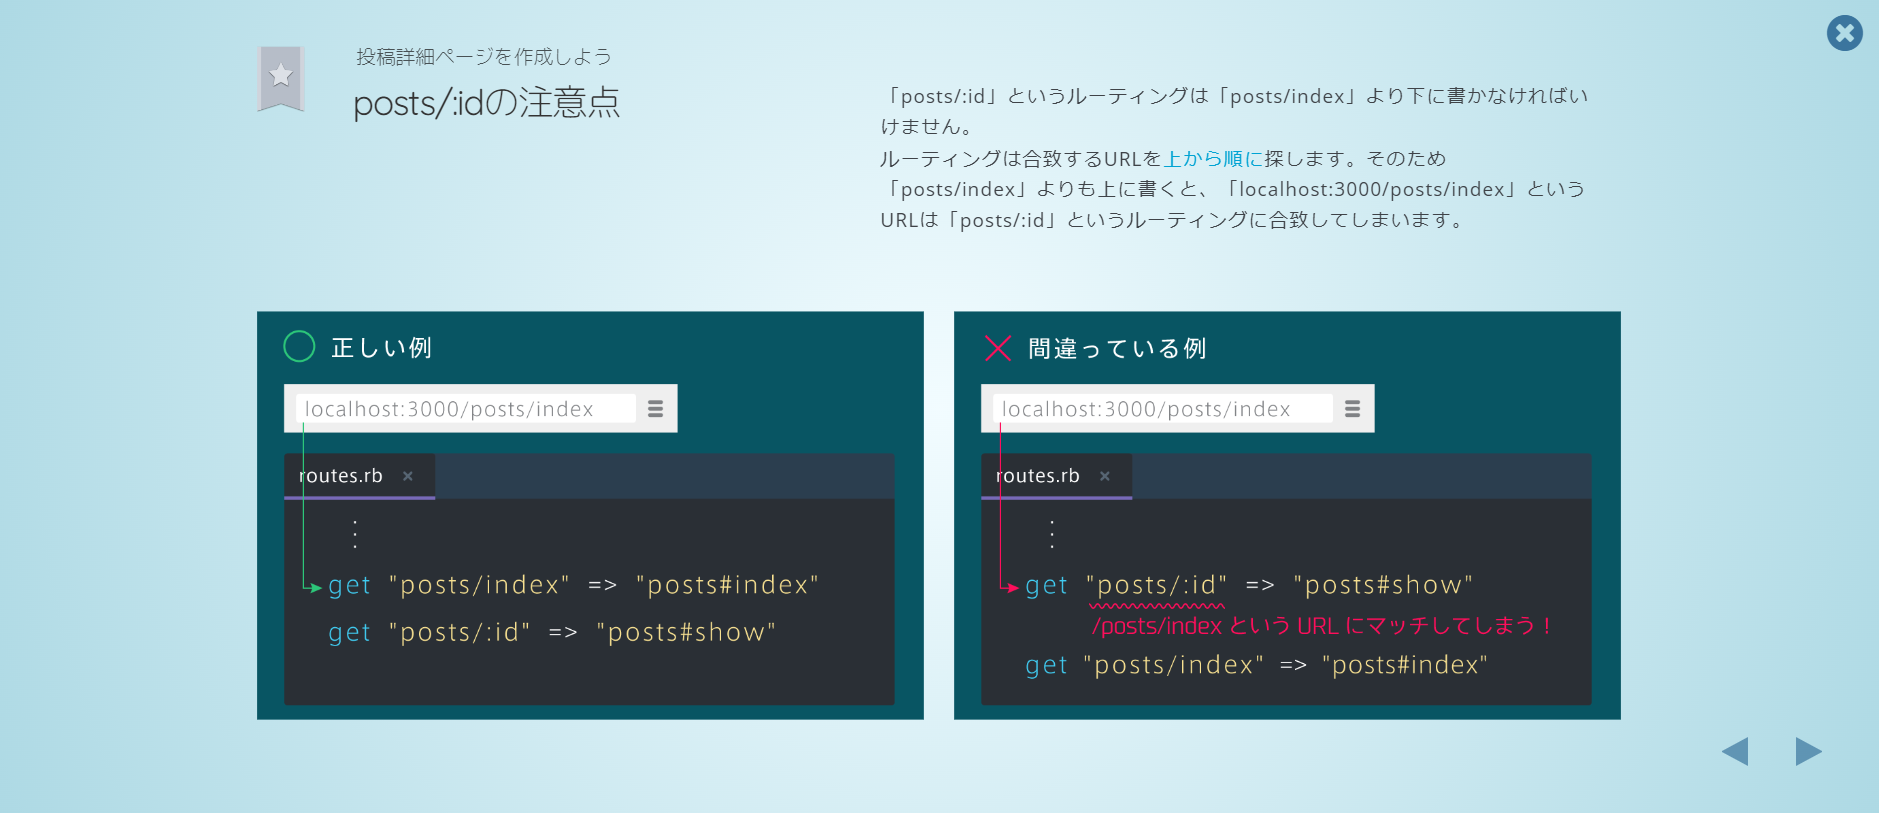 投稿詳細ページを作成しよう
posts/:idの注意点
「posts/:id」というルーティングは「posts/index」より下に書かなければい
けません。
ルーティングは合致するURLを上から順に探します。そのため
「posts/index」よりも上に書くと、「localhost:3000/posts/index」という
URLは「posts/:id」というルーティングに合致してしまいます。
正しい例
localhost:3000/posts/index
routes.rb ×
get "posts/index" => "posts#index"
get "posts/:id" => "posts#show"
間違っている例
localhost:3000/posts/index
routes.rb ×
get "posts/:id" => "posts#show"
/posts/index という URL にマッチしてしまう！
get "posts/index" => "posts#index"